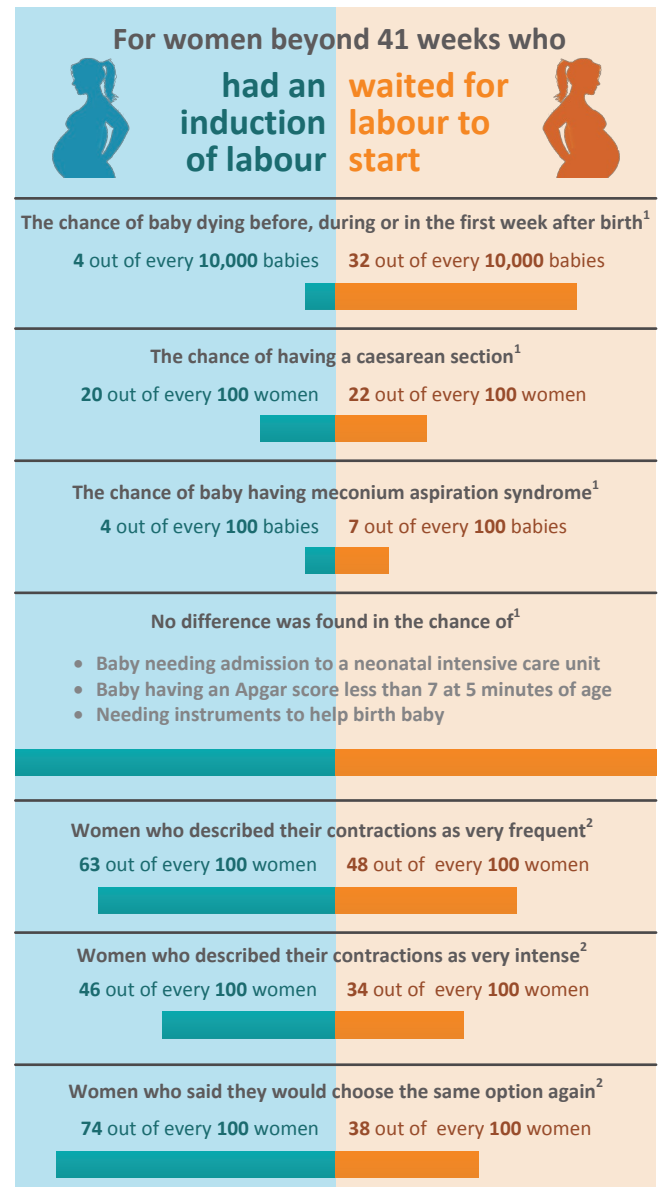 For women beyond 41 weeks who
had an
induction
of labour
waited for
labour to
start
The chance of baby dying before, during or in the first week after birth1
4 out of every 10,000 babies
32 out of every 10,000 babies
The chance of having a caesarean section1
20 out of every 100 women
22 out of every 100 women
The chance of baby having meconium aspiration syndrome1
4 out of every 100 babies
7 out of every 100 babies
No difference was found in the chance of1
• Baby needing admission to a neonatal intensive care unit
• Baby having an Apgar score less than 7 at 5 minutes of age
• Needing instruments to help birth baby
Women who described their contractions as very frequent2
63 out of every 100 women
48 out of every 100 women
Women who described their contractions as very intense2
46 out of every 100 women
34 out of every 100 women
Women who said they would choose the same option again2
74 out of every 100 women
38 out of every 100 women